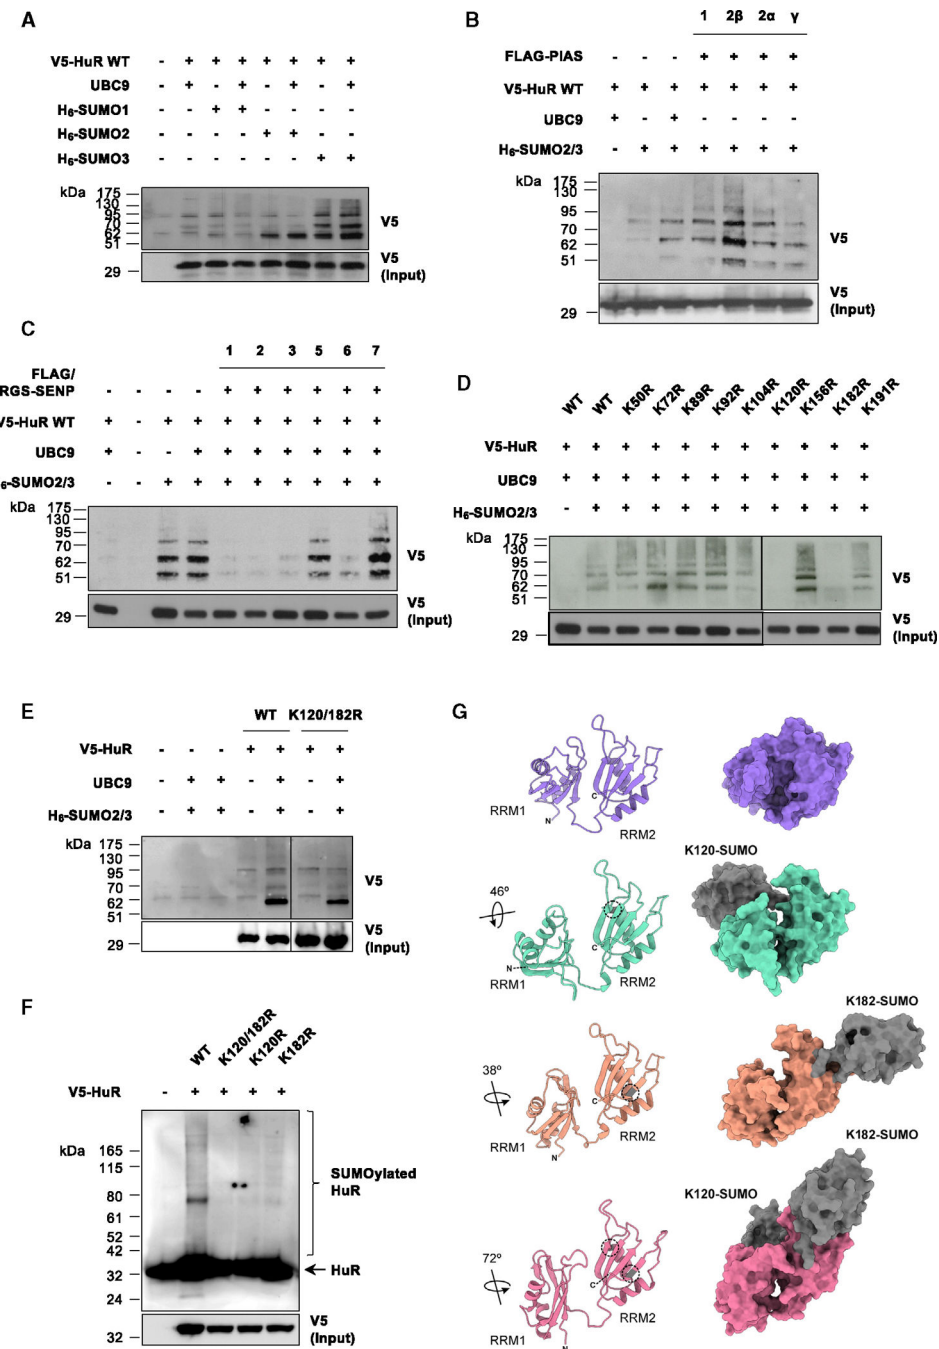 A
V5-HuR WT - + + + + + + +
UBC9 - + - + - + - +
H6-SUMO1 - - + + - - - -
H6-SUMO2 - - - - + + - -
H6-SUMO3 - - - - - - + +
kDa
175
130
95
70
62
51
V5
29
V5
(Input)
B
1 2β 2α γ
FLAG-PIAS - - - + + + +
V5-HuR WT + + + + + + +
UBC9 + - + - - - -
H6-SUMO2/3 - + + + + + +
kDa
175
130
95
70
62
51
V5
29
V5
(Input)
C
1 2 3 5 6 7
FLAG/
RGS-SENP - - - - + + + + + +
V5-HuR WT + - + + + + + + + +
UBC9 + - - + + + + + + +
6-SUMO2/3 - - + + + + + + + +
kDa
175
130
95
70
62
51
V5
29
V5
(Input)
D
WT WT K50R K72R K89R K92R K104R K120R K156R K182R K191R
V5-HuR + + + + + + + + + + +
UBC9 + + + + + + + + + + +
H6-SUMO2/3 - + + + + + + + + + +
kDa
175
130
95
70
62
51
V5
29
V5
(Input)
E
WT K120/182R
V5-HuR - - - + + + +
UBC9 - + + - + - +
H6-SUMO2/3 - + + - + - +
kDa
175
130
95
70
62
51
V5
29
V5
(Input)
F
WT K120/182R K120R K182R
V5-HuR - + + + +
kDa
165
115
80
61
52
42
32
24
SUMOylated
HuR
HuR
32
V5
(Input)
G
RRM1
N
C
RRM2
K120-SUMO
46º
N
C
RRM1
RRM2
K182-SUMO
38º
C
RRM1
RRM2
N
K182-SUMO
K120-SUMO
72º
C
RRM1
RRM2
N